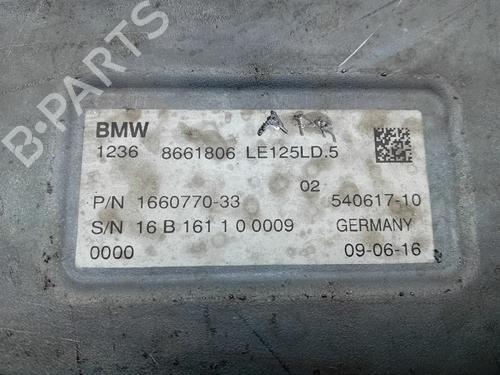 BMW
1236 8661806 LE125LD.5
02
P/N 1660770-33 540617-10
S/N 16 B 161 1 0 0009 GERMANY
0000 09-06-16
B-PARTS